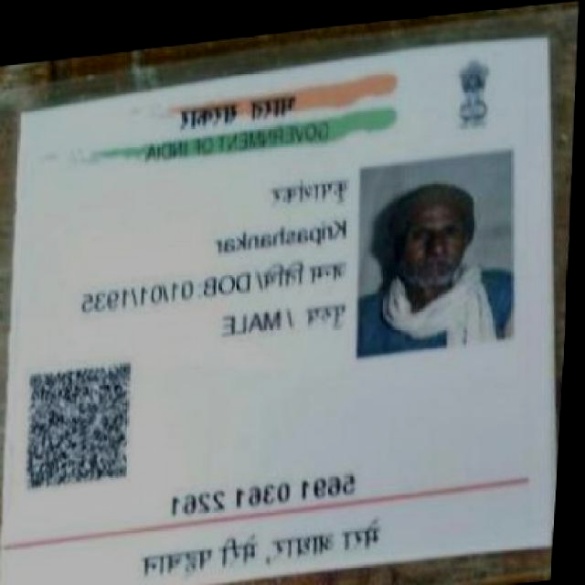 भारत सरकार
GOVERNMENT OF INDIA
कृपाशंकर
Kripashankar
जन्म तिथि / DOB: 01/01/1935
पुरुष / MALE
5691 0361 2261
मेरा आधार, मेरी पहचान